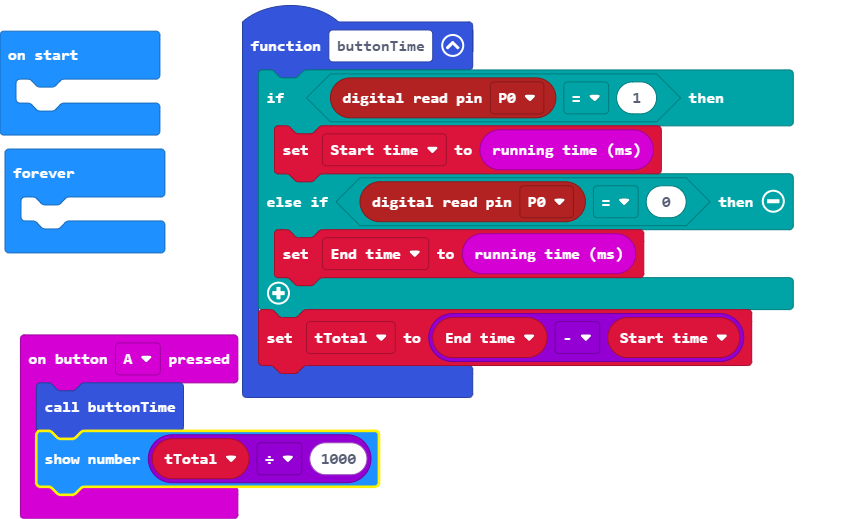 on start
forever
function buttonTime
if digital read pin P0 = 1 then
set Start time to running time (ms)
else if digital read pin P0 = 0 then
set End time to running time (ms)
set tTotal to End time - Start time
on button A pressed
call buttonTime
show number tTotal ÷ 1000